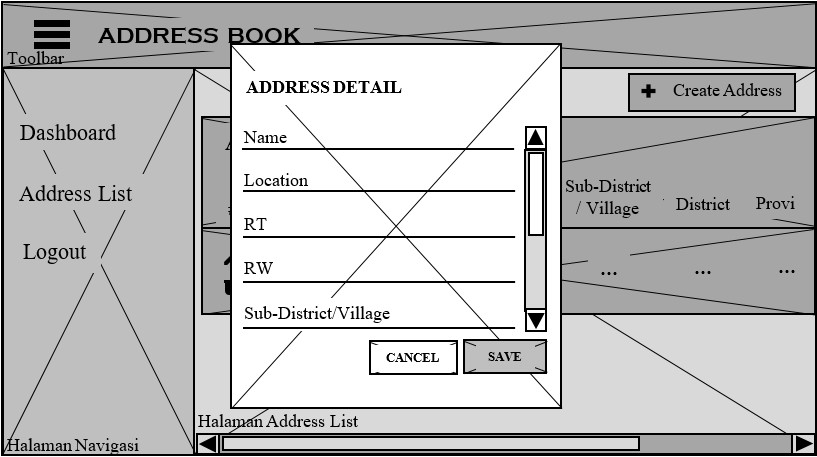 ADDRESS BOOK
Toolbar
Dashboard
Address List
Logout
Halaman Navigasi
Create Address
ADDRESS DETAIL
Name
Location
RT
RW
Sub-District/Village
CANCEL
SAVE
Sub-District
/ Village
District
Provi
...
...
...
Halaman Address List